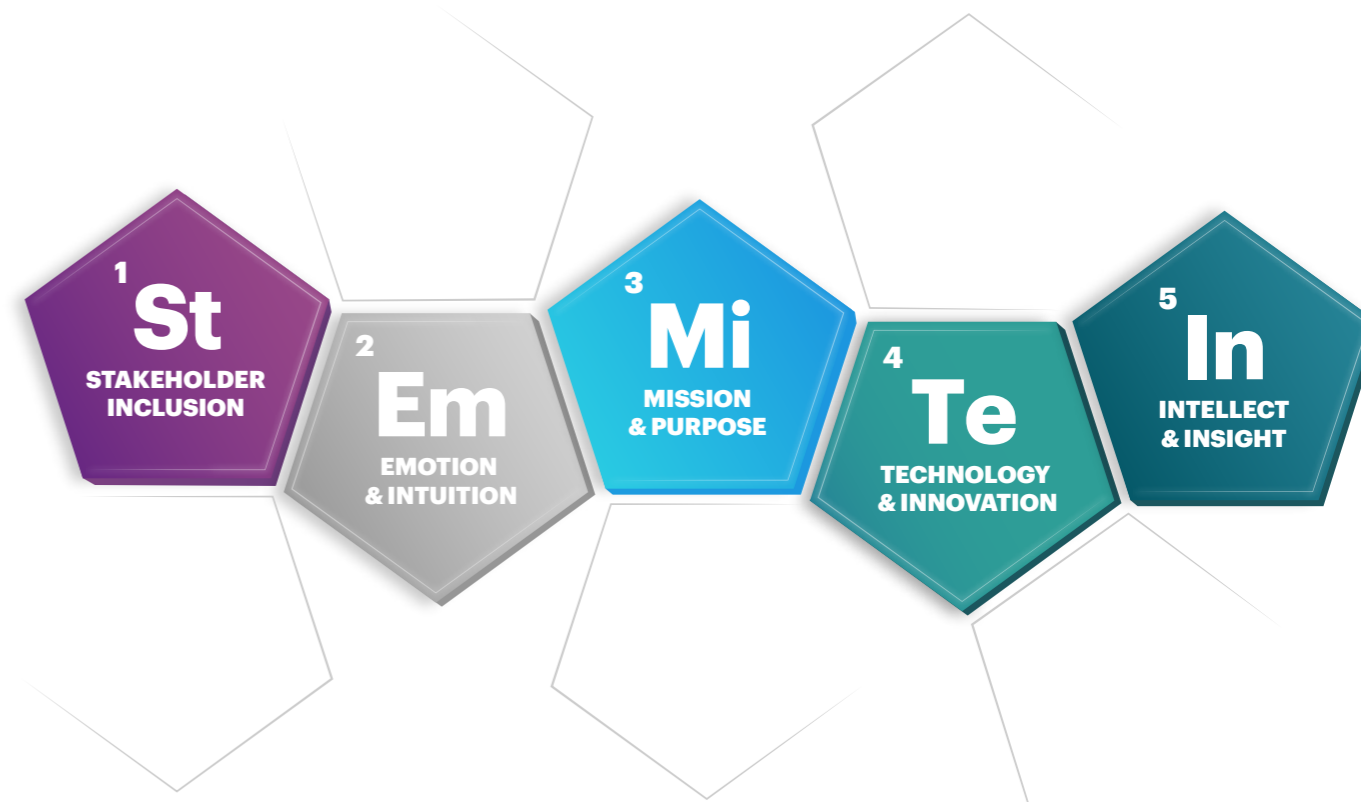 1
St
STAKEHOLDER
INCLUSION
2
Em
EMOTION
& INTUITION
3
Mi
MISSION
& PURPOSE
4
Te
TECHNOLOGY
& INNOVATION
5
In
INTELLECT
& INSIGHT